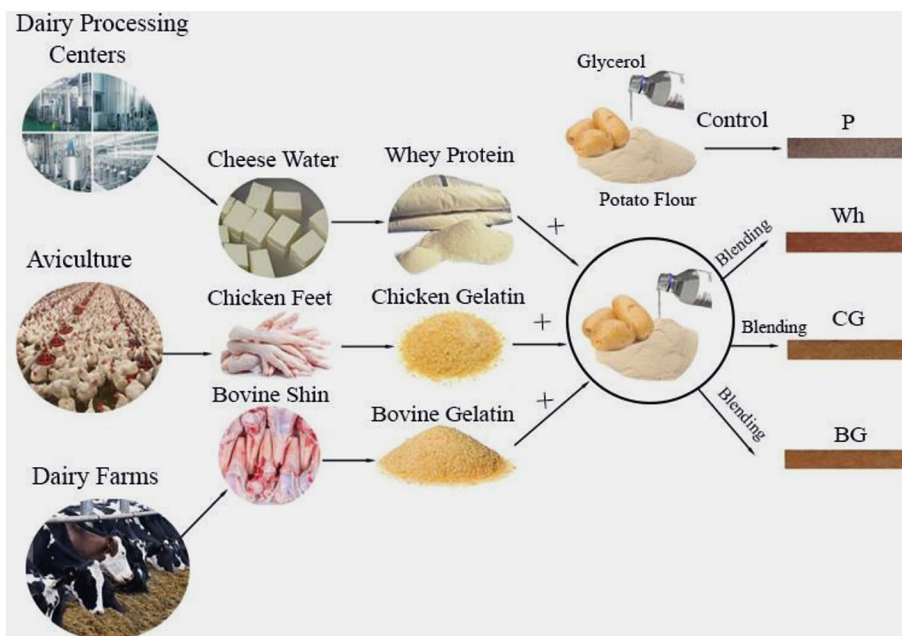 Dairy Processing
Centers
Glycerol
Control
P
Cheese Water
Whey Protein
Potato Flour
+
Blending
Wh
Aviculture
Chicken Feet
Chicken Gelatin
+
Blending
CG
Bovine Shin
Bovine Gelatin
+
Blending
BG
Dairy Farms